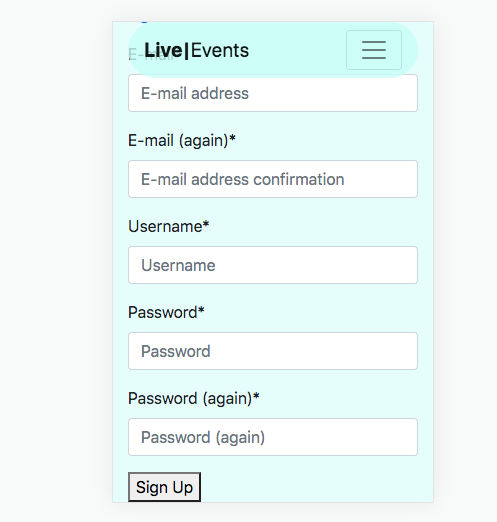 Live|Events
E-mail
E-mail address
E-mail (again)*
E-mail address confirmation
Username*
Username
Password*
Password
Password (again)*
Password (again)
Sign Up